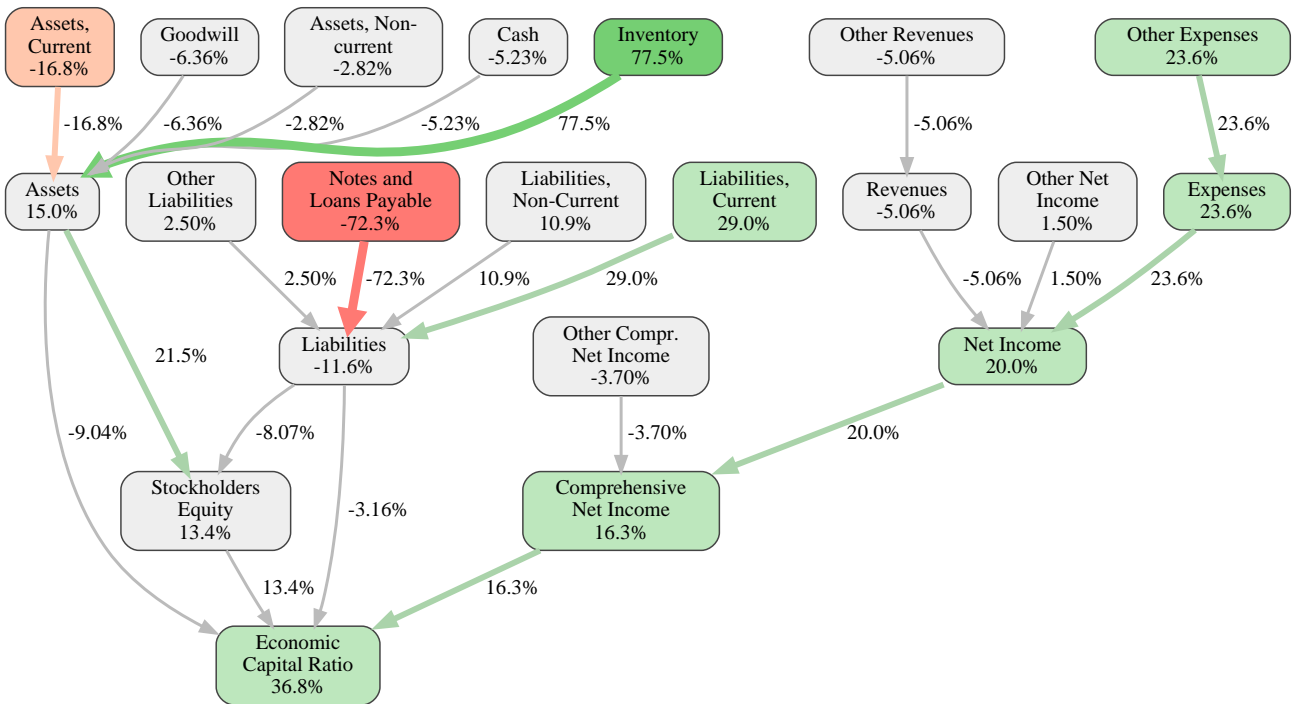 Assets,
Current
-16.8%
Goodwill
-6.36%
Assets, Non-
current
-2.82%
Cash
-5.23%
Inventory
77.5%
Other Revenues
-5.06%
Other Expenses
23.6%
-16.8%
-6.36%
-2.82%
-5.23%
77.5%
-5.06%
23.6%
Assets
15.0%
Other
Liabilities
2.50%
Notes and
Loans Payable
-72.3%
Liabilities,
Non-Current
10.9%
Liabilities,
Current
29.0%
Revenues
-5.06%
Other Net
Income
1.50%
Expenses
23.6%
2.50%
-72.3%
10.9%
29.0%
-5.06%
1.50%
23.6%
21.5%
Liabilities
-11.6%
Other Compr.
Net Income
-3.70%
Net Income
20.0%
-9.04%
-8.07%
-3.70%
20.0%
Stockholders
Equity
13.4%
-3.16%
Comprehensive
Net Income
16.3%
13.4%
16.3%
Economic
Capital Ratio
36.8%